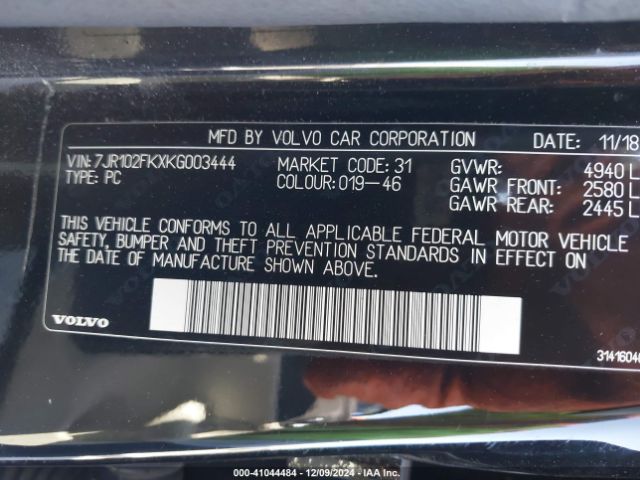 MFD BY VOLVO CAR CORPORATION DATE: 11/18
VIN:7JR102FKXKG003444 MARKET CODE: 31 GVWR: 4940 L
TYPE: PC COLOUR:019-46 GAWR FRONT: 2580 L
GAWR REAR: 2445 L
THIS VEHICLE CONFORMS TO ALL APPLICABLE FEDERAL MOTOR VEHICLE
SAFETY, BUMPER AND THEFT PREVENTION STANDARDS IN EFFECT ON
THE DATE OF MANUFACTURE SHOWN ABOVE.
VOLVO
3141604
000-41044484 - 12/09/2024 - IAA Inc.